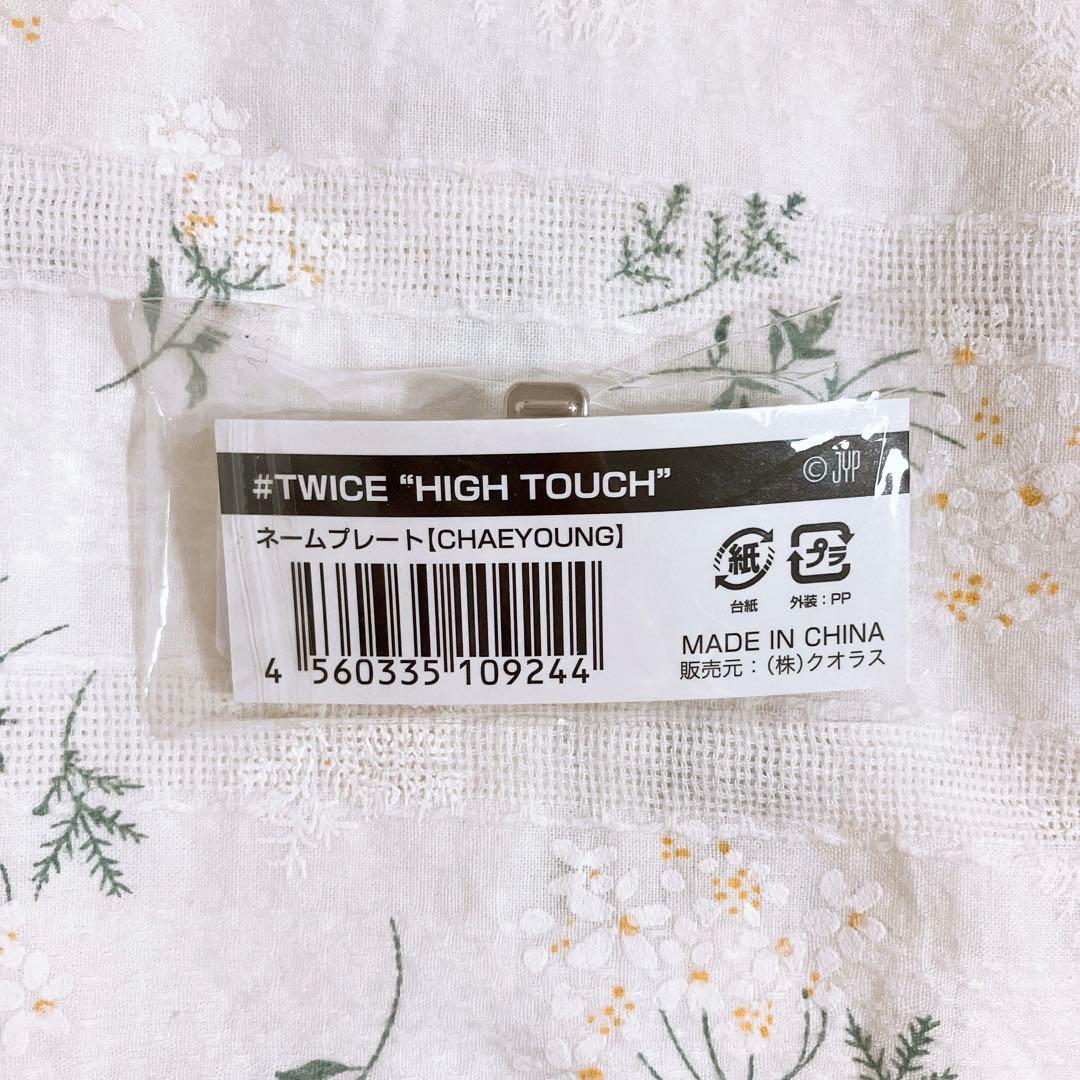 #TWICE “HIGH TOUCH”
© JYP
ネームプレート【CHAEYOUNG】
紙
プラ
台紙
外装：PP
4 560335 109244
MADE IN CHINA
販売元：(株)クオラス